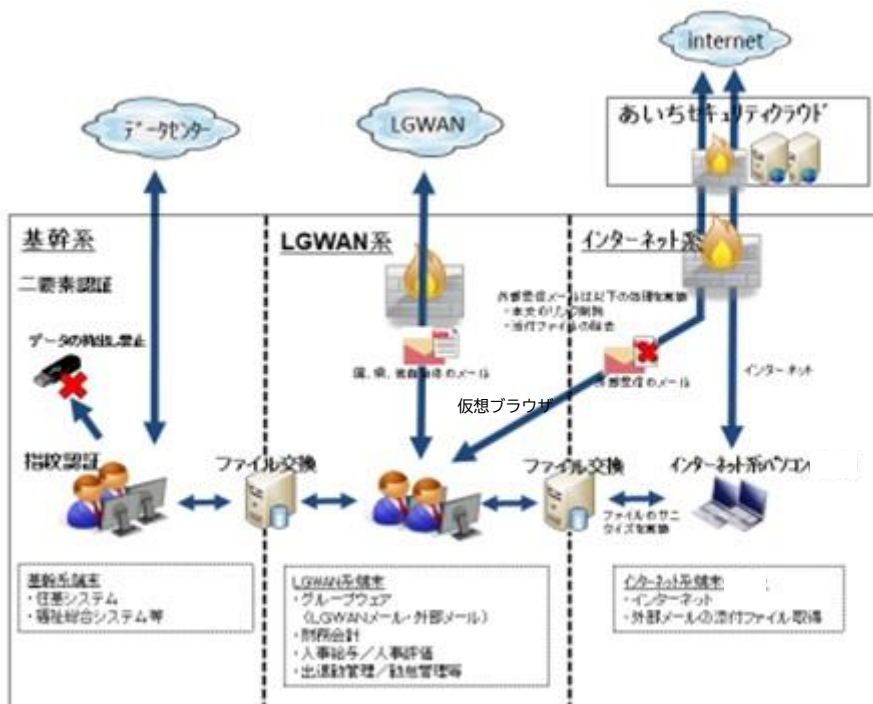 internet
データセンター
LGWAN
あいちセキュリティクラウド
基幹系
LGWAN系
インターネット系
二要素認証
外部受信メールは以下の処理を実施
・本文のリンク削除
・添付ファイルの除去
データの持出し禁止
国、県、他自治体のメール
外部受信のメール
インターネット
仮想ブラウザ
指紋認証
ファイル交換
ファイル交換
インターネット系パソコン
ファイルのサニ
タイズを実施
基幹系端末
・住基システム
・福祉総合システム等
LGWAN系端末
・グループウェア
（LGWANメール・外部メール）
・財務会計
・人事給与／人事評価
・出退勤管理／勤怠管理等
インターネット系端末
・インターネット
・外部メールの添付ファイル取得